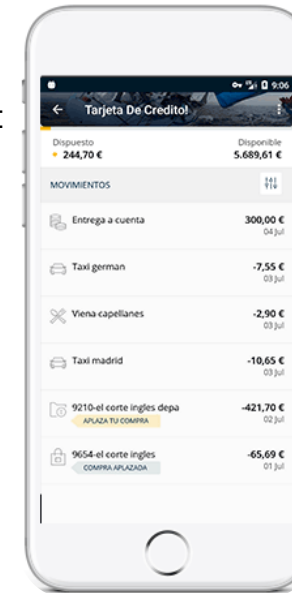 9:06
Tarjeta De Credito!
Dispuesto Disponible
244,70 € 5.689,61 €
MOVIMIENTOS
Entrega a cuenta 300,00 €
04 Jul
Taxi german -7,55 €
03 Jul
Viena capellanes -2,90 €
03 Jul
Taxi madrid -10,65 €
03 Jul
9210-el corte ingles depa -421,70 €
APLAZA TU COMPRA 02 Jul
9654-el corte ingles -65,69 €
COMPRA APLAZADA 01 Jul